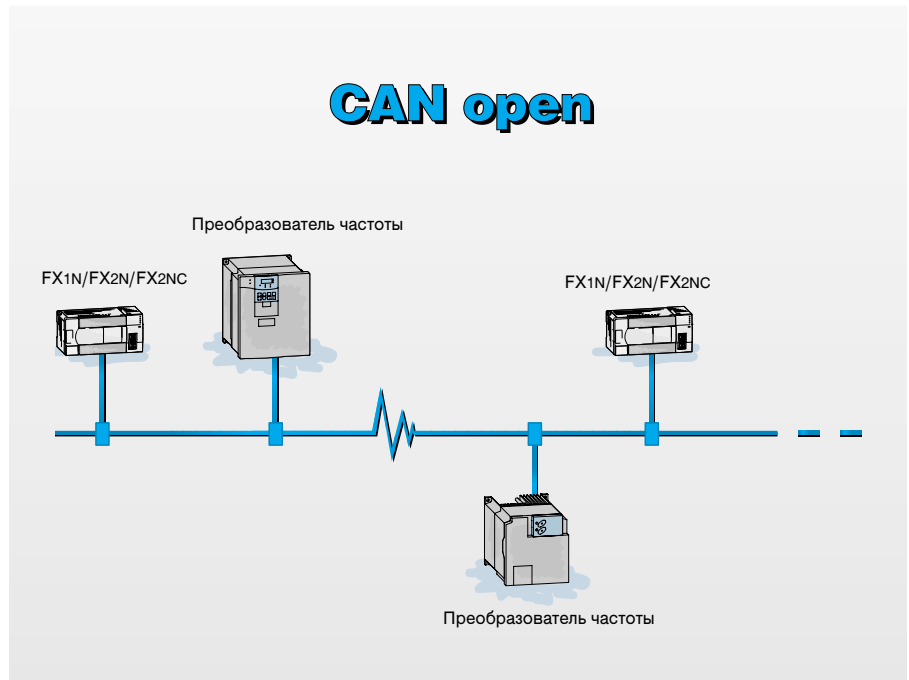 CAN open
Преобразователь частоты
FX1N/FX2N/FX2NC
FX1N/FX2N/FX2NC
Преобразователь частоты